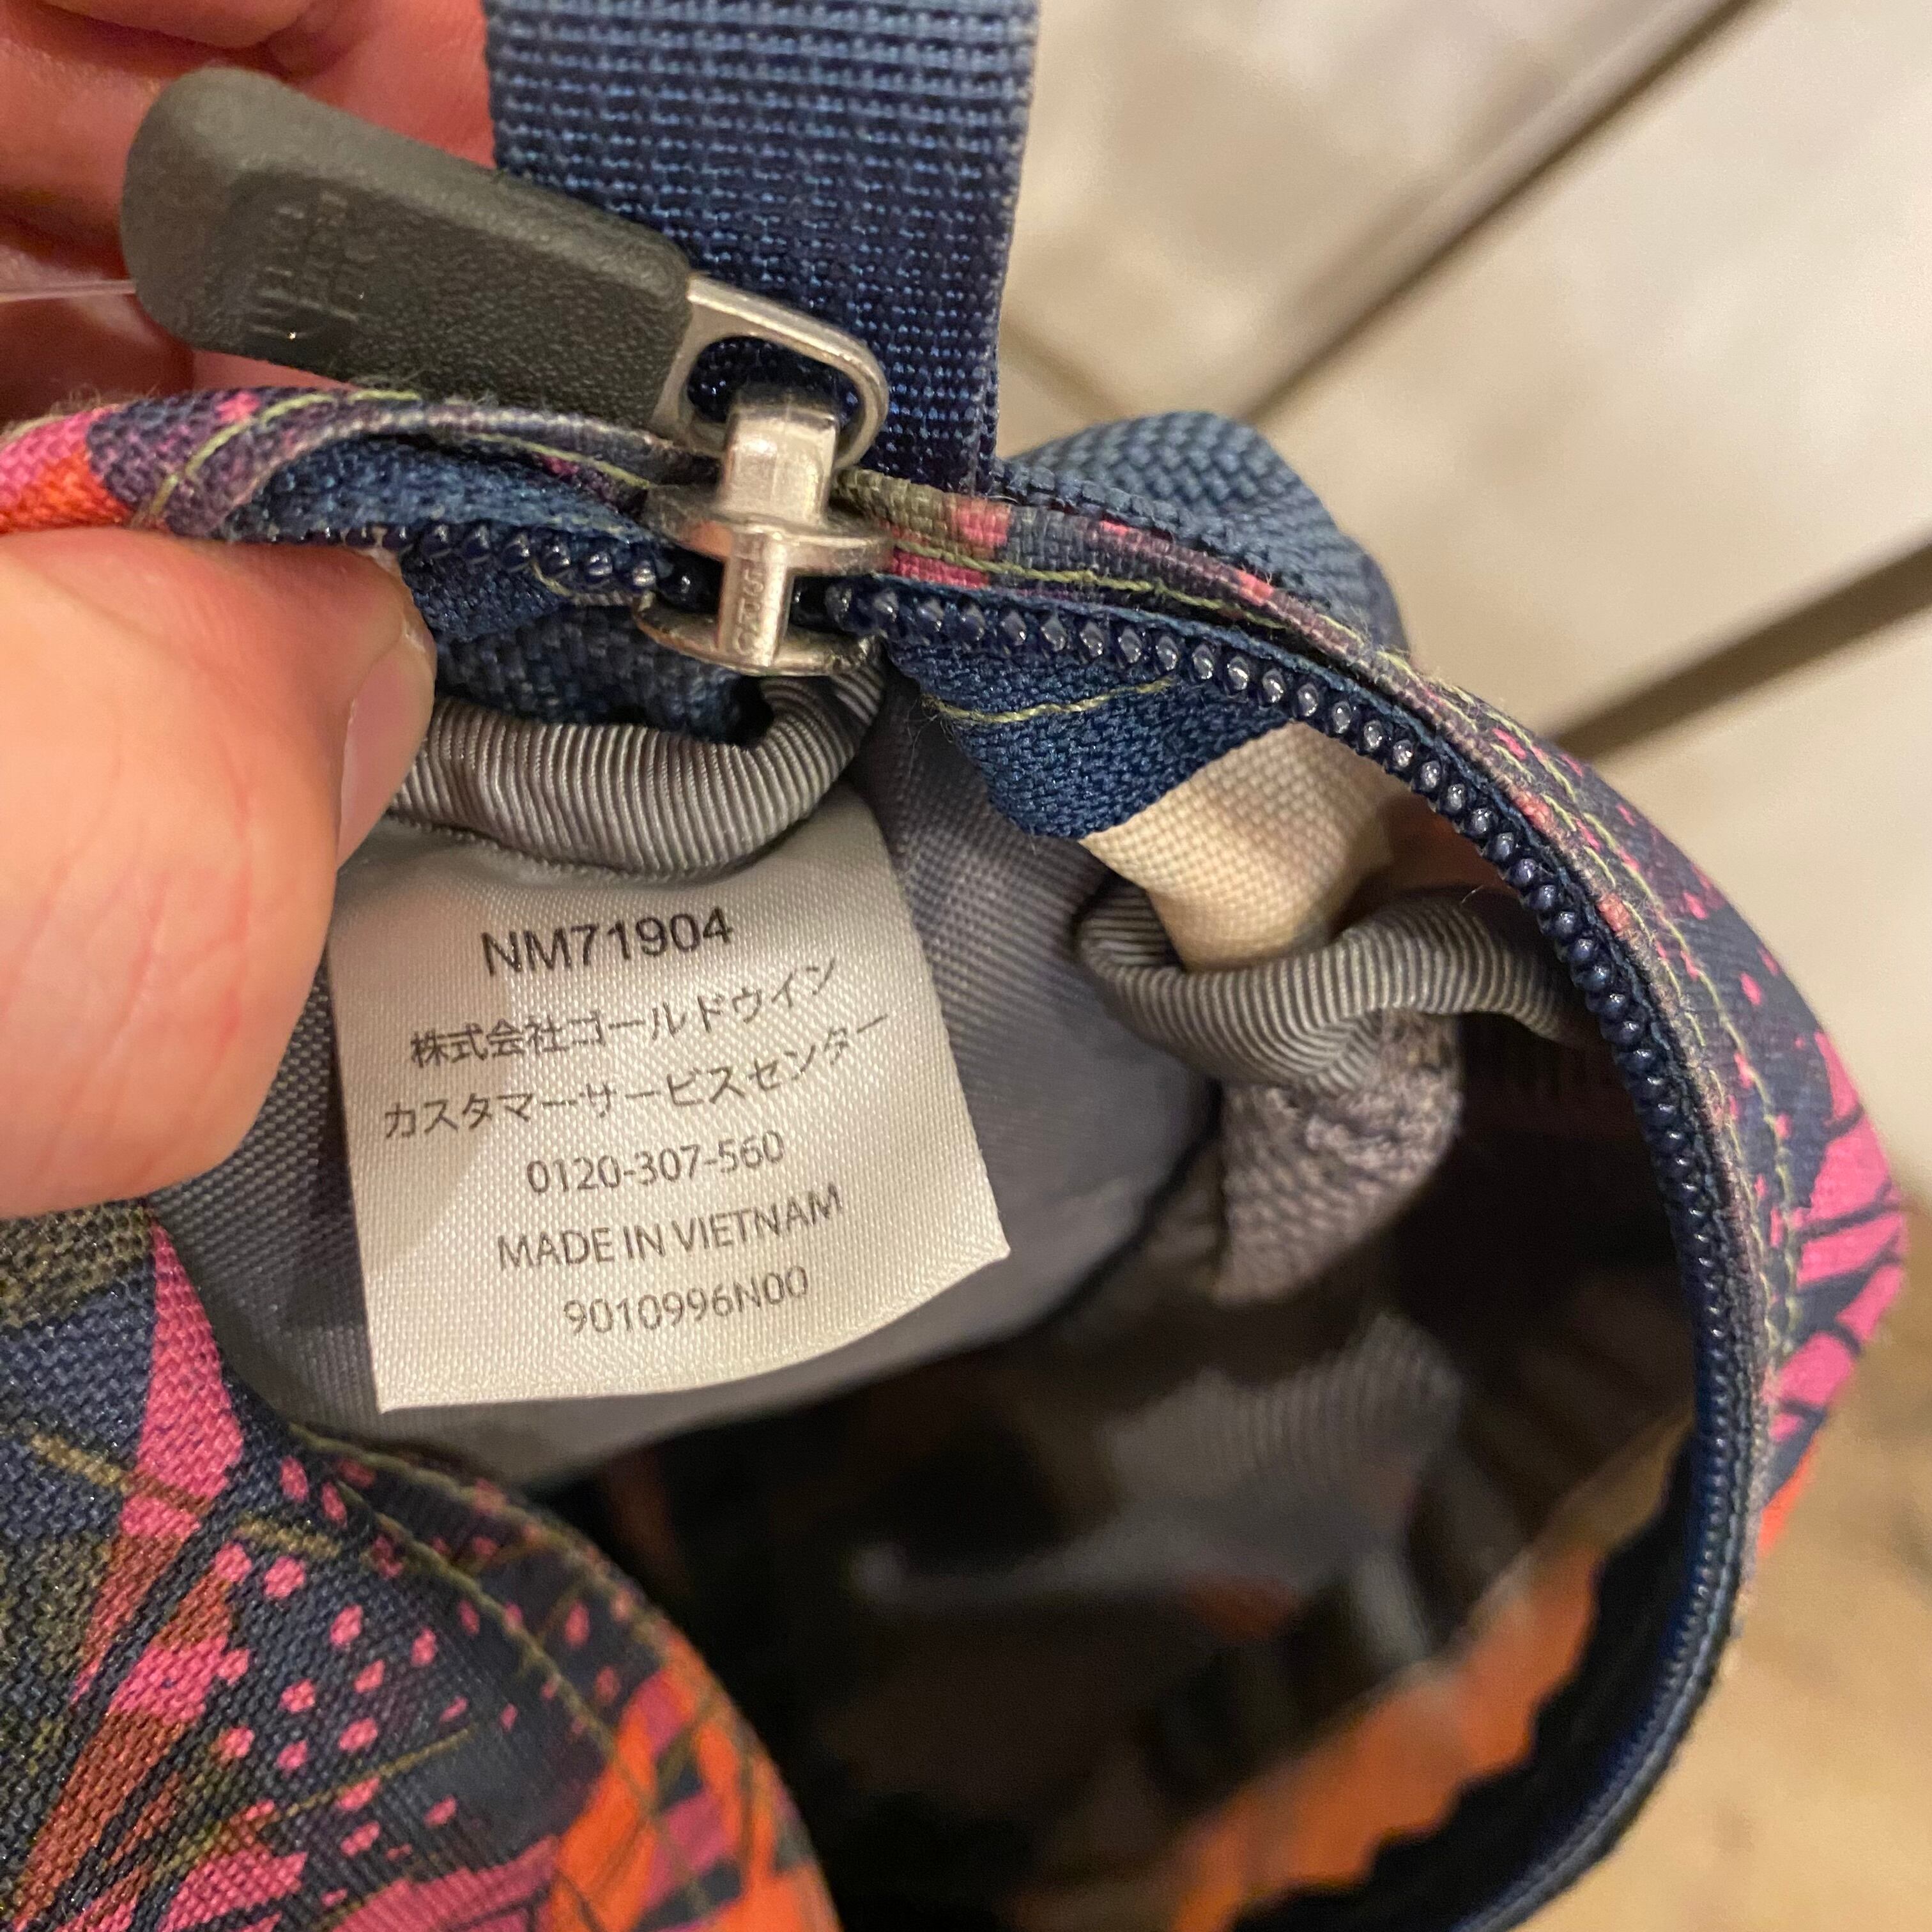 NM71904
株式会社ゴールドウイン
カスタマーサービスセンター
0120-307-560
MADE IN VIETNAM
9010996N00